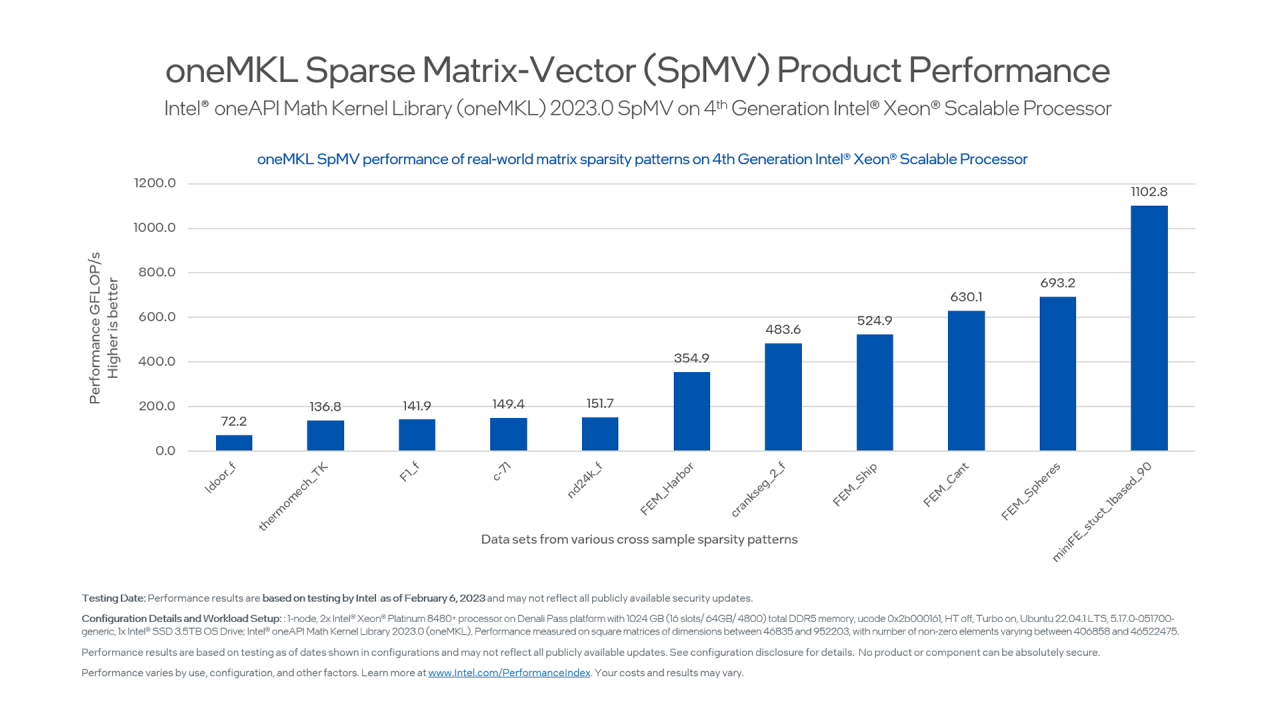 oneMKL Sparse Matrix-Vector (SpMV) Product Performance
Intel® oneAPI Math Kernel Library (oneMKL) 2023.0 SpMV on 4th Generation Intel® Xeon® Scalable Processor
oneMKL SpMV performance of real-world matrix sparsity patterns on 4th Generation Intel® Xeon® Scalable Processor
Performance GFLOP/s
Higher is better
1200.0
1000.0
800.0
600.0
400.0
200.0
0.0
72.2
136.8
141.9
149.4
151.7
354.9
483.6
524.9
630.1
693.2
1102.8
ldoor_f
thermomech_TK
F1_f
c-71
nd24k_f
FEM_Harbor
crankseg_2_f
FEM_Ship
FEM_Cant
FEM_Spheres
miniFE_stuct_1based_90
Data sets from various cross sample sparsity patterns
Testing Date: Performance results are based on testing by Intel as of February 6, 2023 and may not reflect all publicly available security updates.
Configuration Details and Workload Setup: : 1-node, 2x Intel® Xeon® Platinum 8480+ processor on Denali Pass platform with 1024 GB (16 slots/ 64GB/ 4800) total DDR5 memory, ucode 0x2b000161, HT off, Turbo on, Ubuntu 22.04.1 LTS, 5.17.0-051700-
generic, 1x Intel® SSD 3.5TB OS Drive; Intel® oneAPI Math Kernel Library 2023.0 (oneMKL). Performance measured on square matrices of dimensions between 46835 and 952203, with number of non-zero elements varying between 406858 and 46522475.
Performance results are based on testing as of dates shown in configurations and may not reflect all publicly available updates. See configuration disclosure for details. No product or component can be absolutely secure.
Performance varies by use, configuration, and other factors. Learn more at www.Intel.com/PerformanceIndex. Your costs and results may vary.